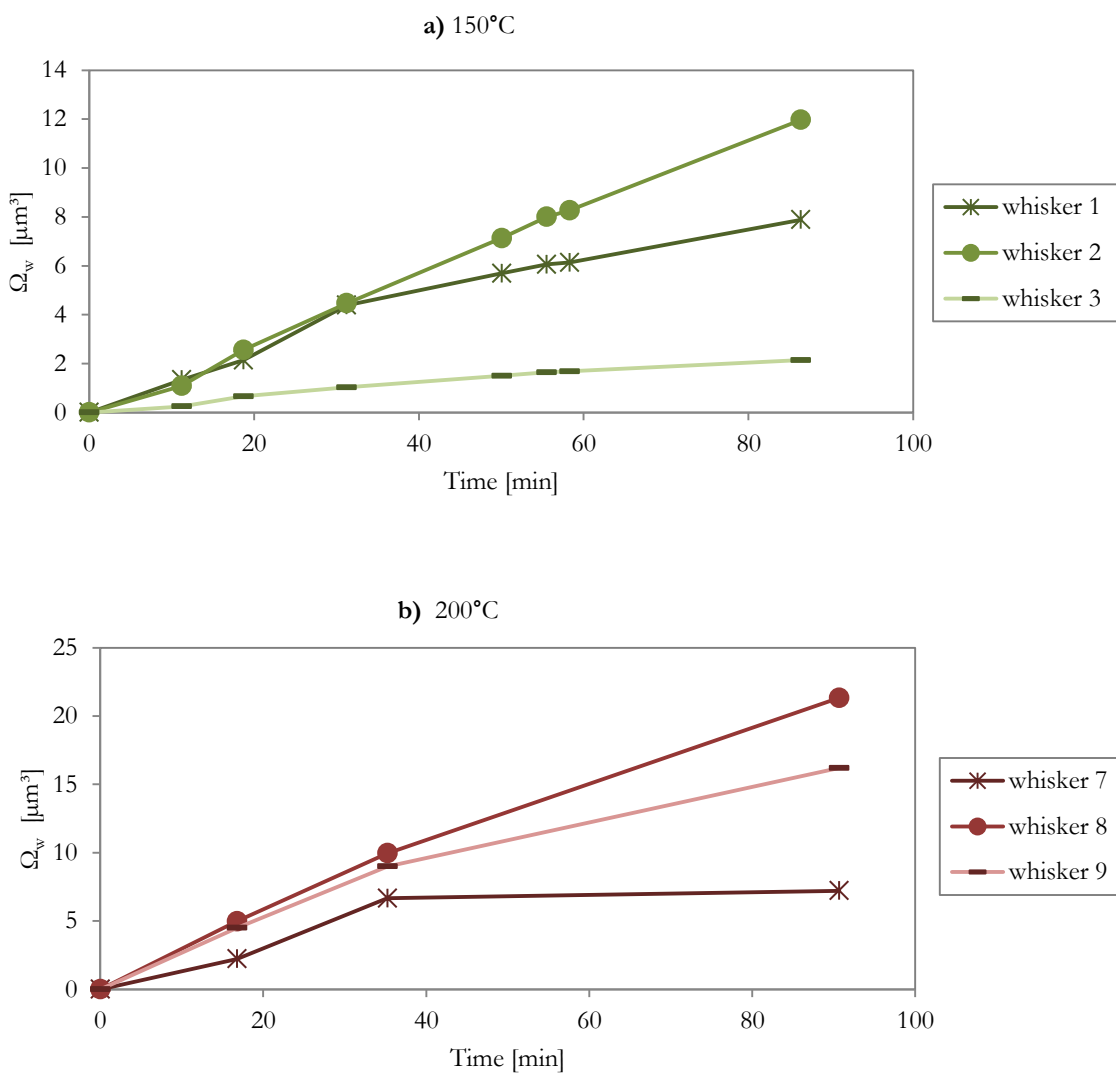 a) 150°C
14
12
10
8
6
4
2
0
Ω_w [µm³]
0 20 40 60 80 100
Time [min]
whisker 1
whisker 2
whisker 3
b) 200°C
25
20
15
10
5
0
Ω_w [µm³]
0 20 40 60 80 100
Time [min]
whisker 7
whisker 8
whisker 9